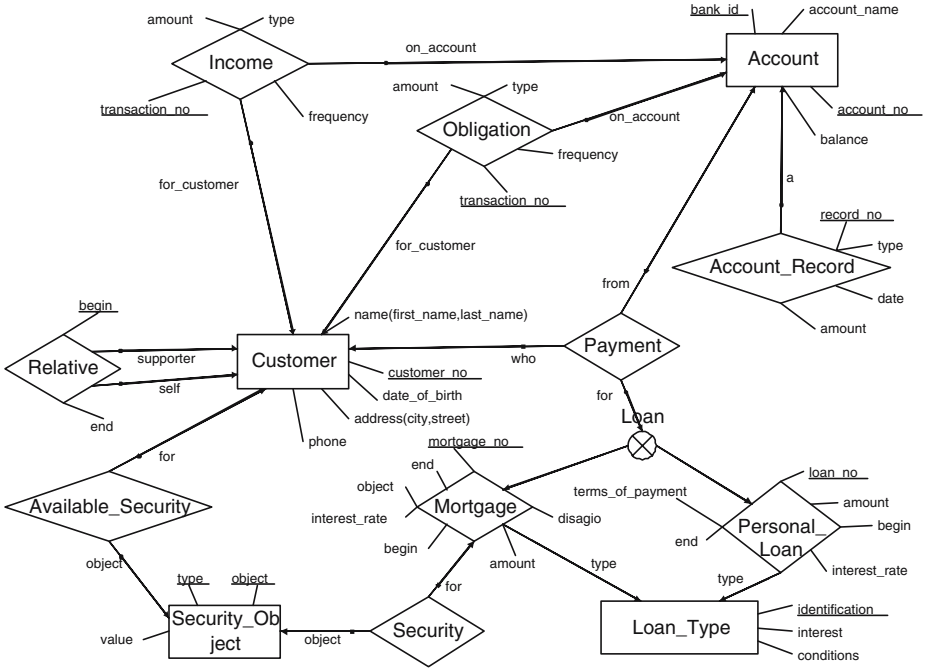 bank_id
account_name
amount
type
Income
on_account
Account
transaction_no
frequency
amount
type
Obligation
on_account
account_no
balance
frequency
transaction_no
for_customer
a
record_no
type
for_customer
Account_Record
date
amount
from
begin
name(first_name,last_name)
Relative
supporter
self
end
Customer
who
Payment
customer_no
date_of_birth
address(city,street)
phone
for
Loan
for
mortgage_no
end
object
interest_rate
Mortgage
disagio
begin
amount
terms_of_payment
loan_no
amount
begin
end
Personal_
Loan
interest_rate
Available_Security
object
type
object
Security_Ob
ject
value
object
for
Security
type
type
Loan_Type
identification
interest
conditions